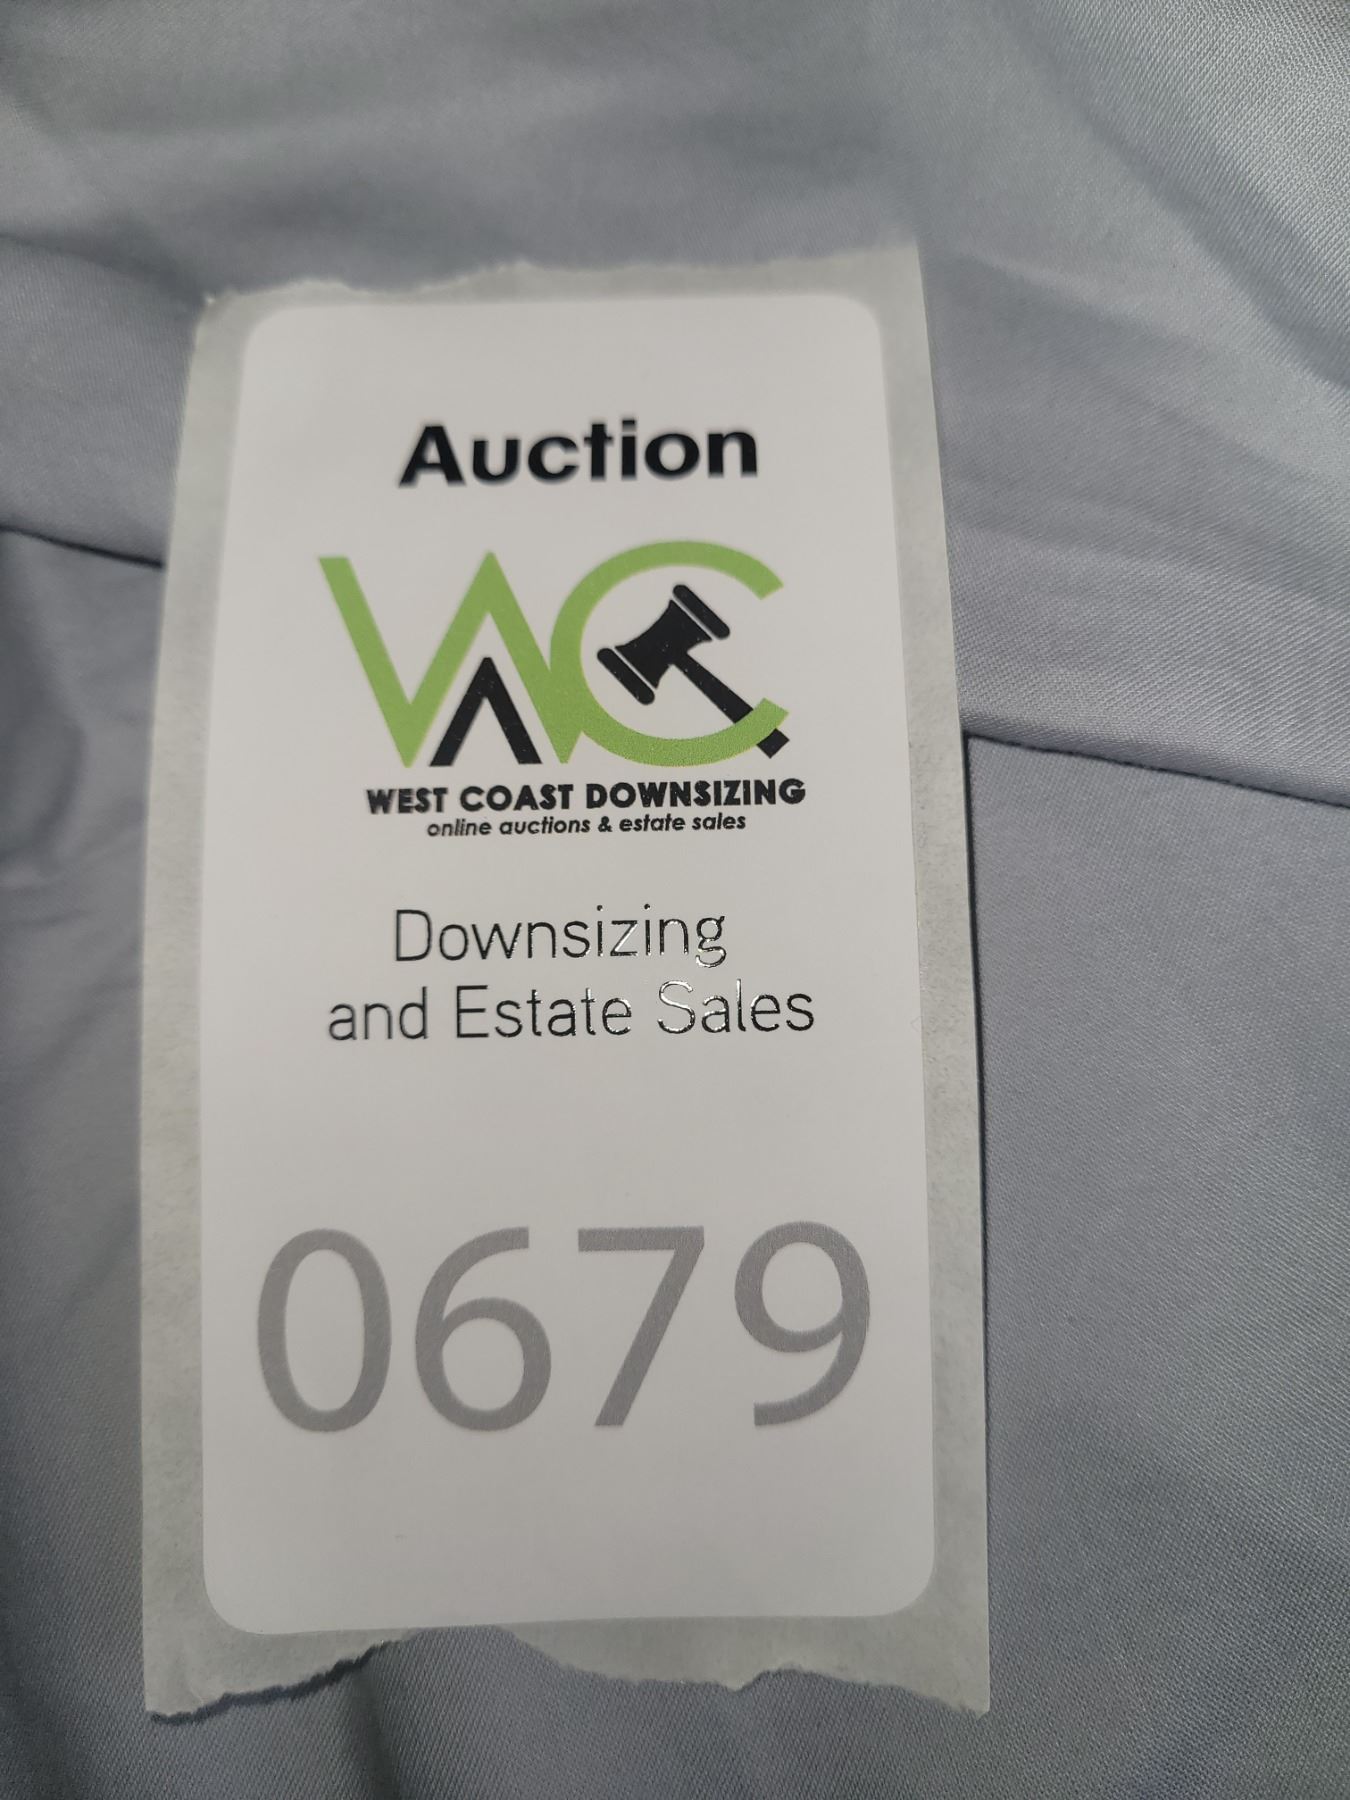 Auction
WC
WEST COAST DOWNSIZING
online auctions & estate sales
Downsizing
and Estate Sales
0679